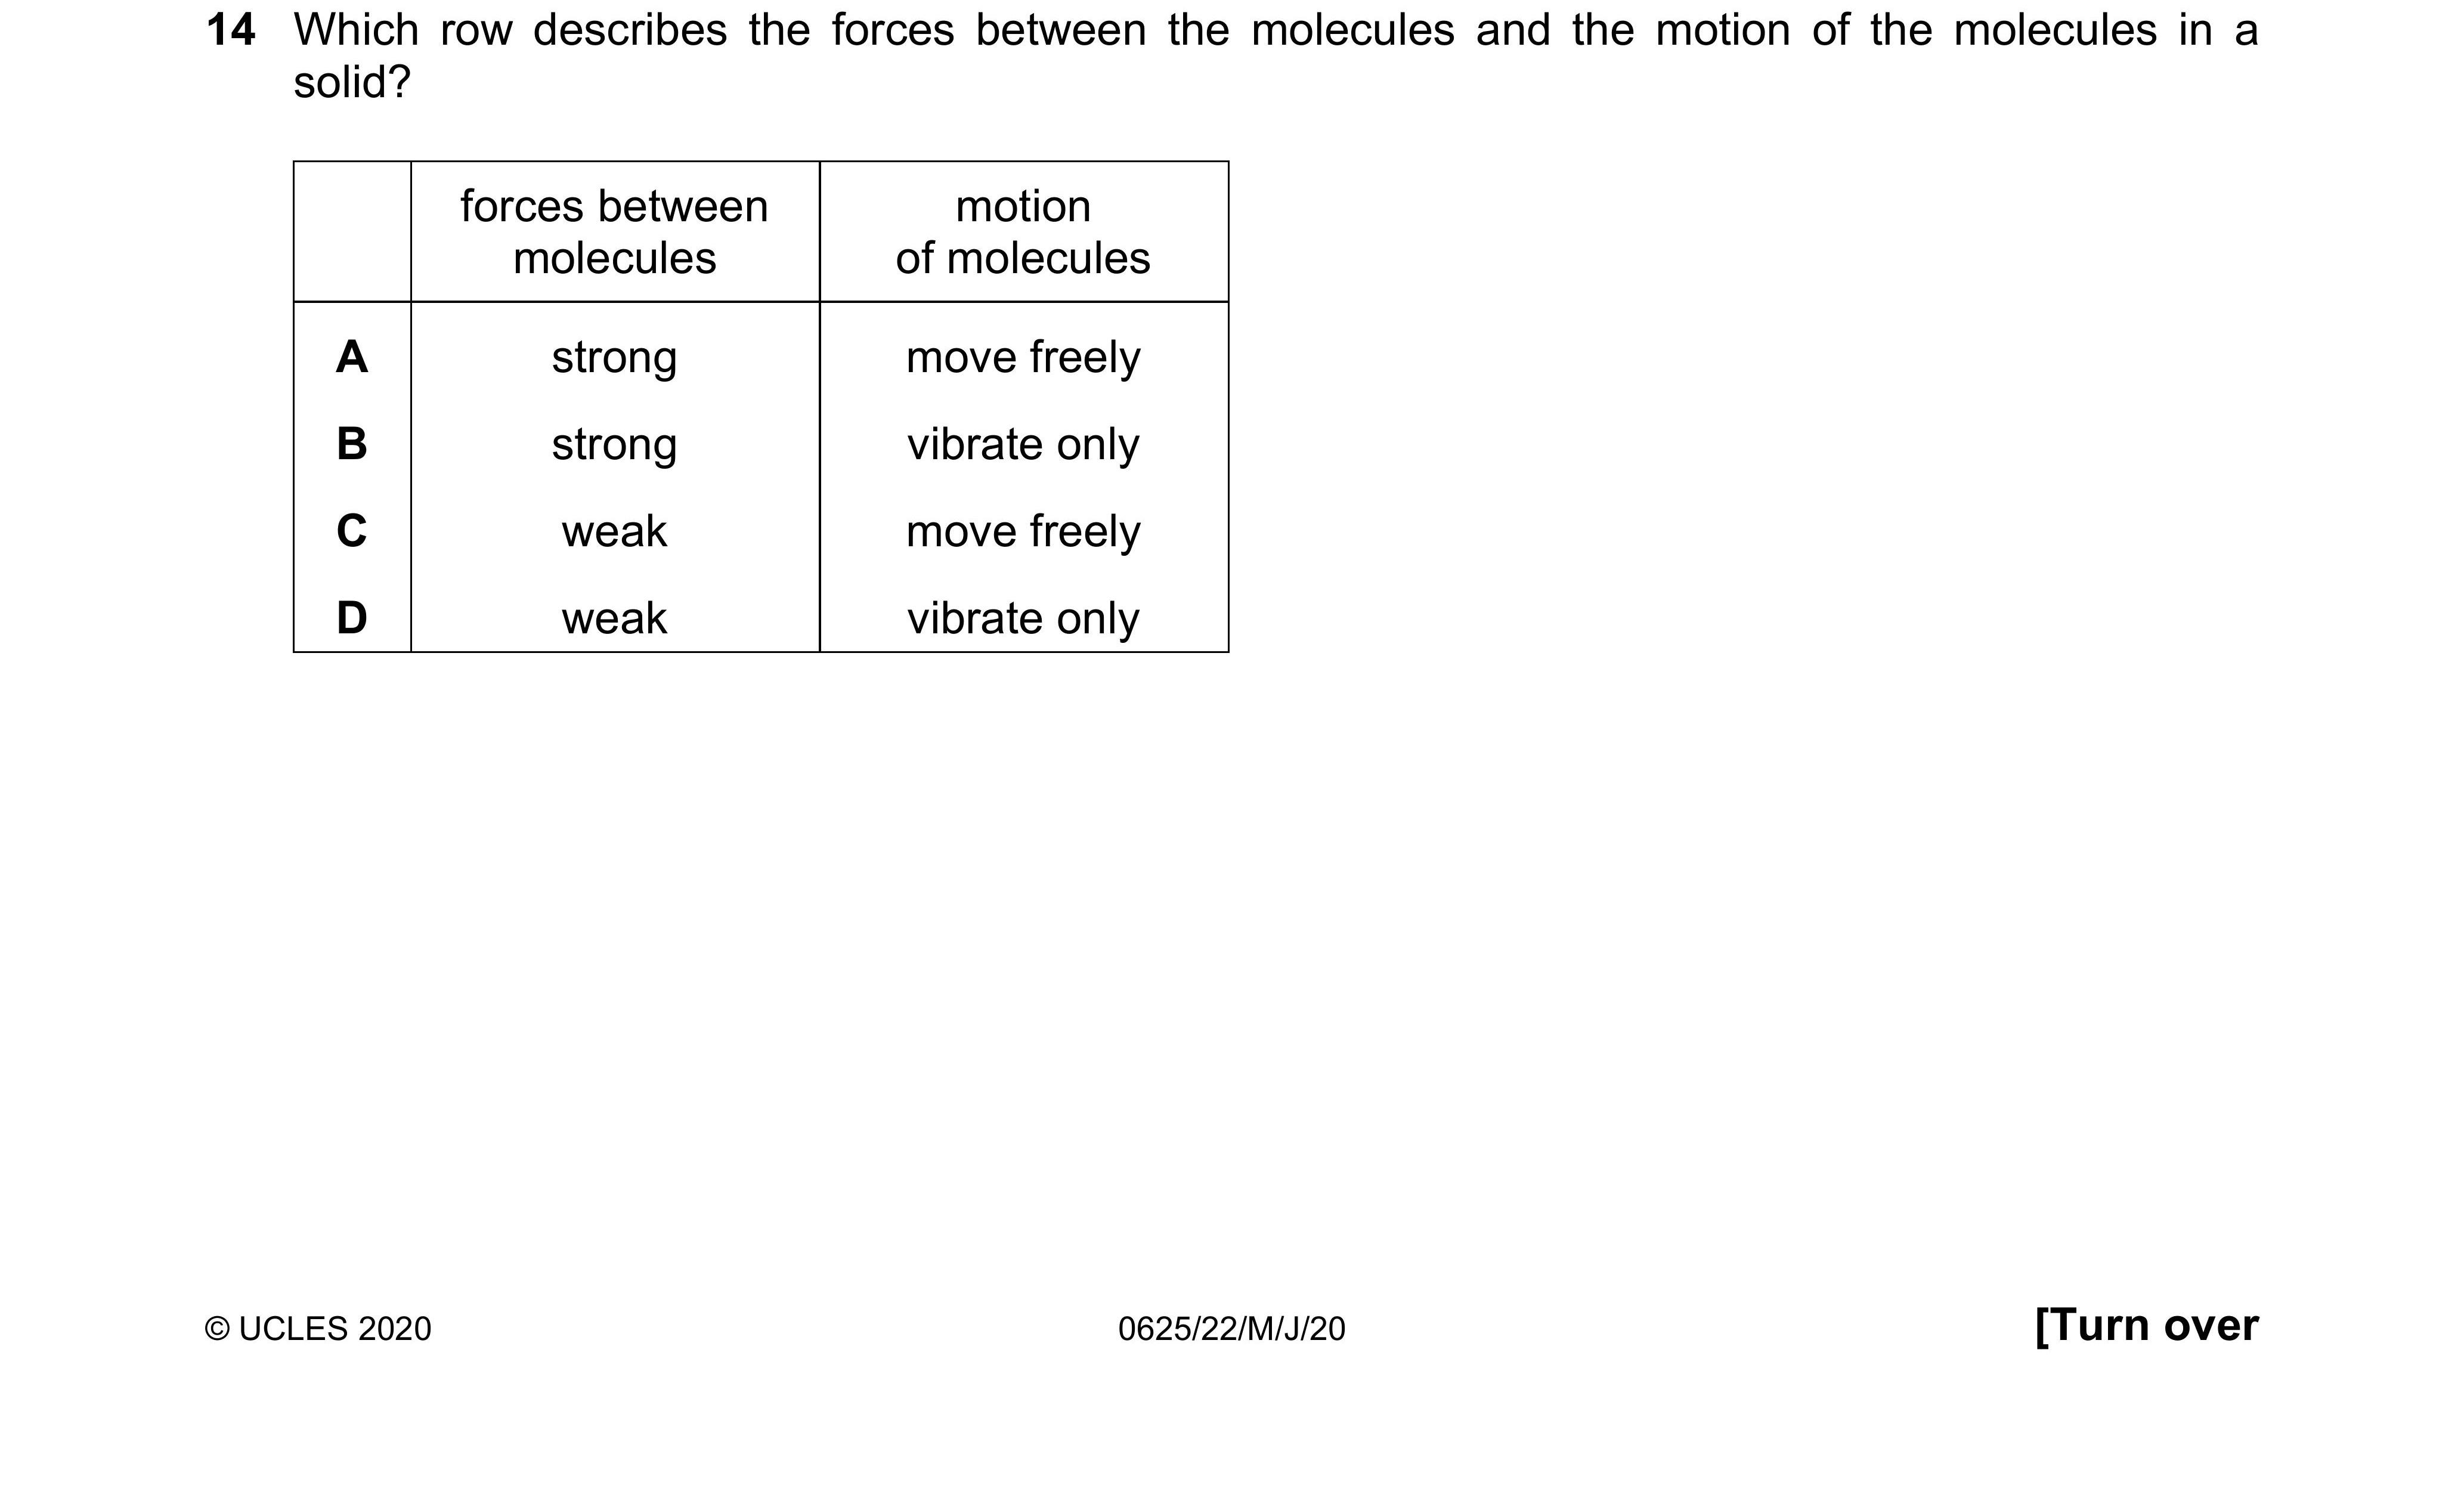 14 Which row describes the forces between the molecules and the motion of the molecules in a
solid?
forces between
molecules
motion
of molecules
A strong move freely
B strong vibrate only
C weak move freely
D weak vibrate only
© UCLES 2020 0625/22/M/J/20 [Turn over